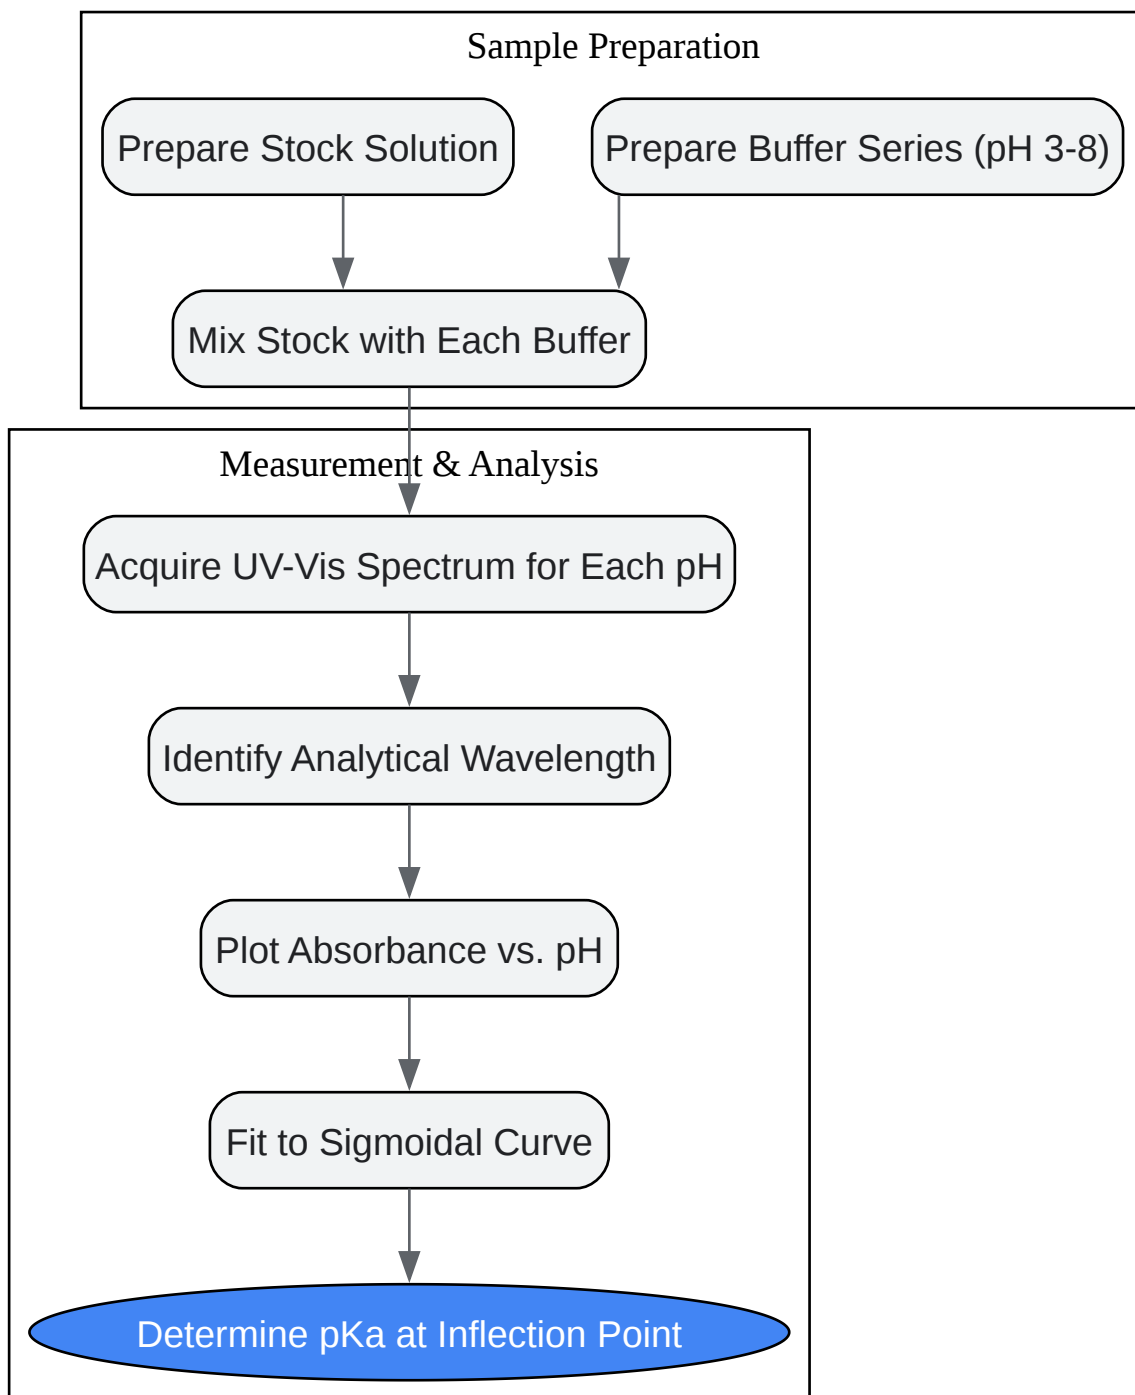 Sample Preparation
Prepare Stock Solution
Prepare Buffer Series (pH 3-8)
Mix Stock with Each Buffer
Measurement & Analysis
Acquire UV-Vis Spectrum for Each pH
Identify Analytical Wavelength
Plot Absorbance vs. pH
Fit to Sigmoidal Curve
Determine pKa at Inflection Point